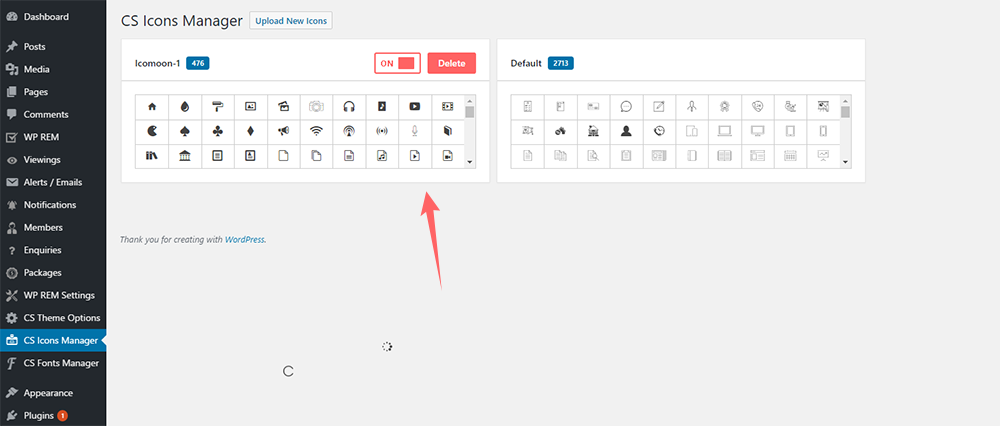 Dashboard
Posts
Media
Pages
Comments
WP REM
Viewings
Alerts / Emails
Notifications
Members
Enquiries
Packages
WP REM Settings
CS Theme Options
CS Icons Manager
CS Fonts Manager
Appearance
Plugins 1
CS Icons Manager Upload New Icons
Icomoon-1 476 ON Delete
Default 2713
Thank you for creating with WordPress.